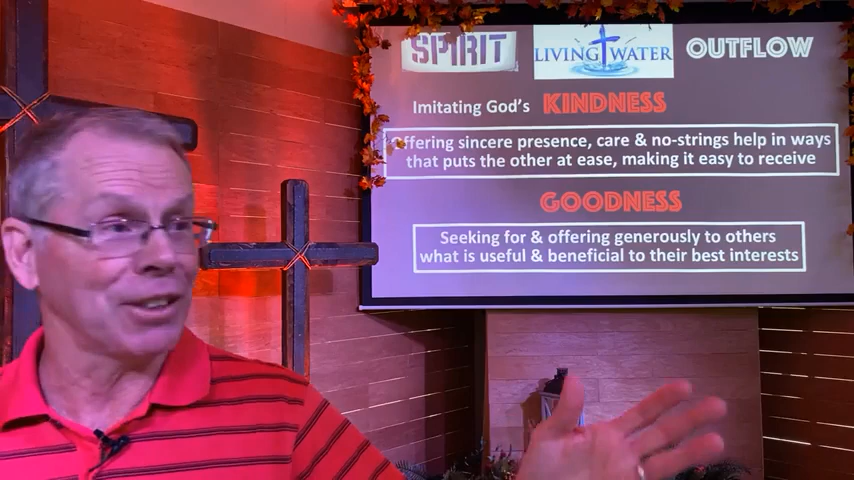 SPIRIT LIVING WATER OUTFLOW
Imitating God's KINDNESS
Offering sincere presence, care & no-strings help in ways
that puts the other at ease, making it easy to receive
GOODNESS
Seeking for & offering generously to others
what is useful & beneficial to their best interests